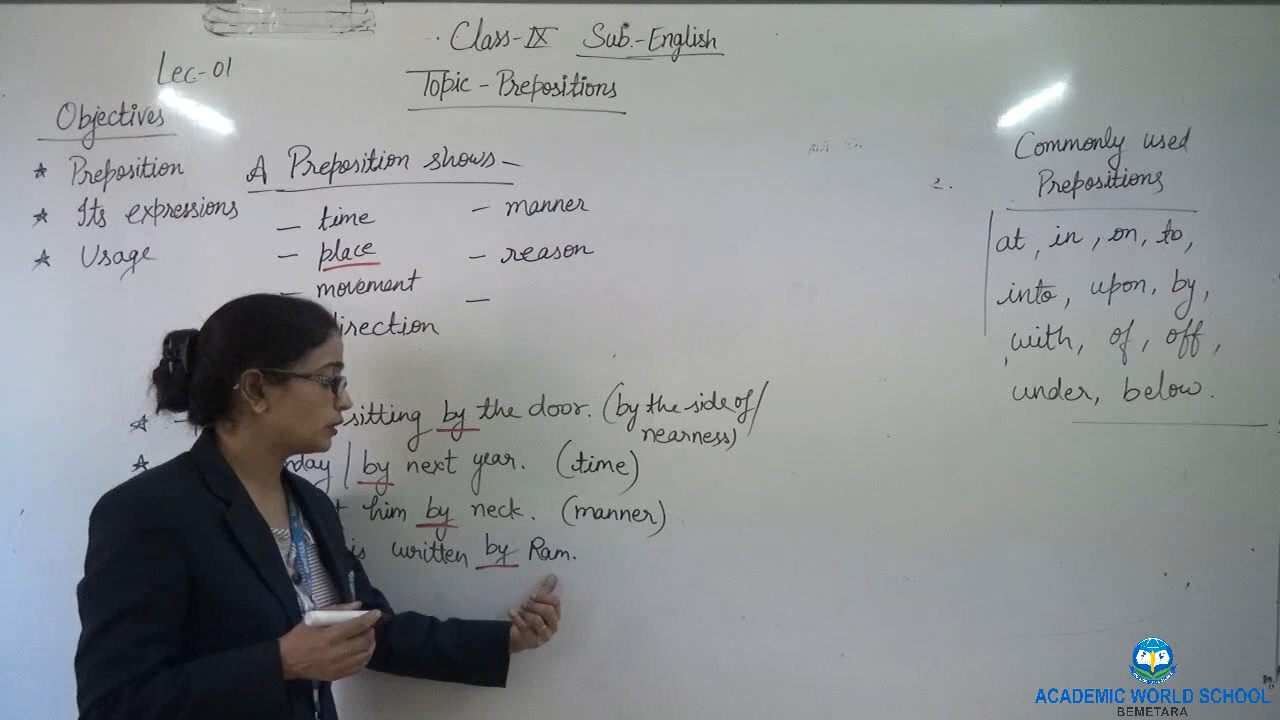 Class-IX Sub.-English
Lec-01
Topic - Prepositions
Objectives
★ Preposition
★ Its expressions
★ Usage
A Preposition shows-
- time
- place
- movement
direction
- manner
- reason
-
★ sitting by the door. (by the side of/
nearness)
★ / by next year. (time)
him by neck. (manner)
is written by Ram.
2.
Commonly used
Prepositions
at, in, on, to,
into, upon, by,
with, of, off,
under, below.
ACADEMIC WORLD SCHOOL
BEMETARA